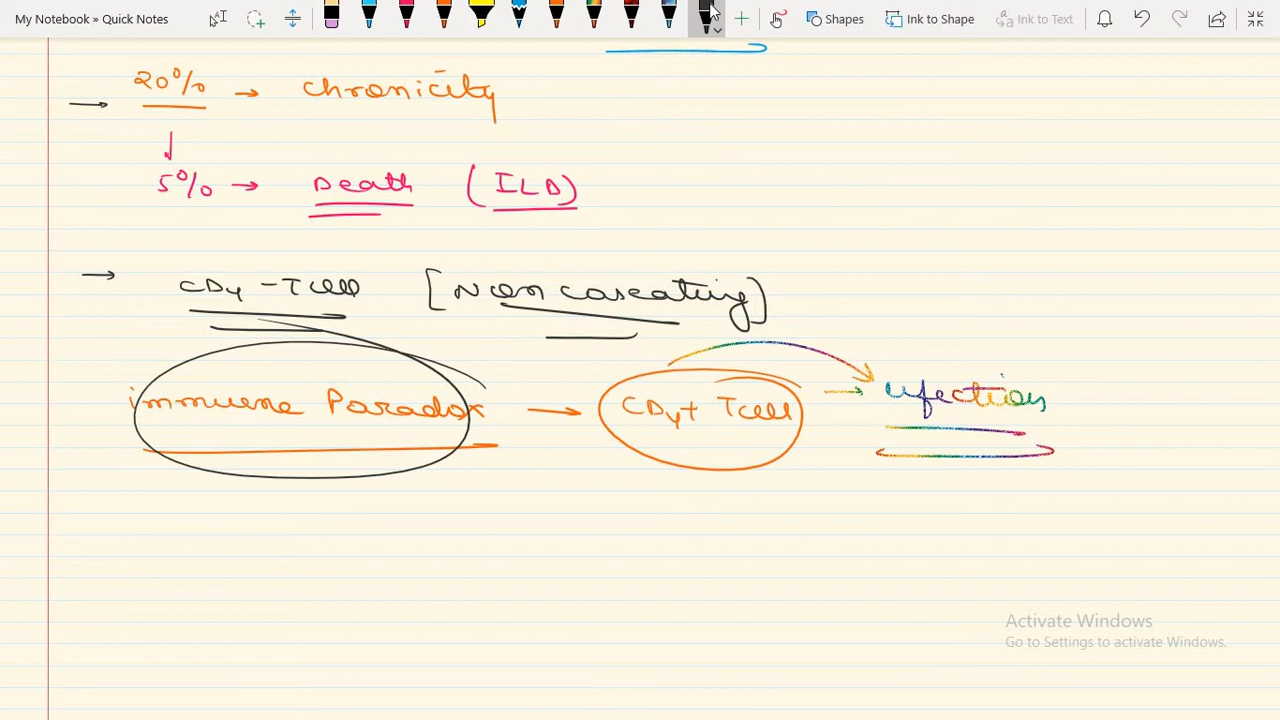 My Notebook » Quick Notes
Shapes
Ink to Shape
Ink to Text
→ 20% → chronicity
↓
5% → Death (ILD)
→ CD4 - T cell [Non caseating]
immune Paradox → CD4+ T cell → infection
Activate Windows
Go to Settings to activate Windows.